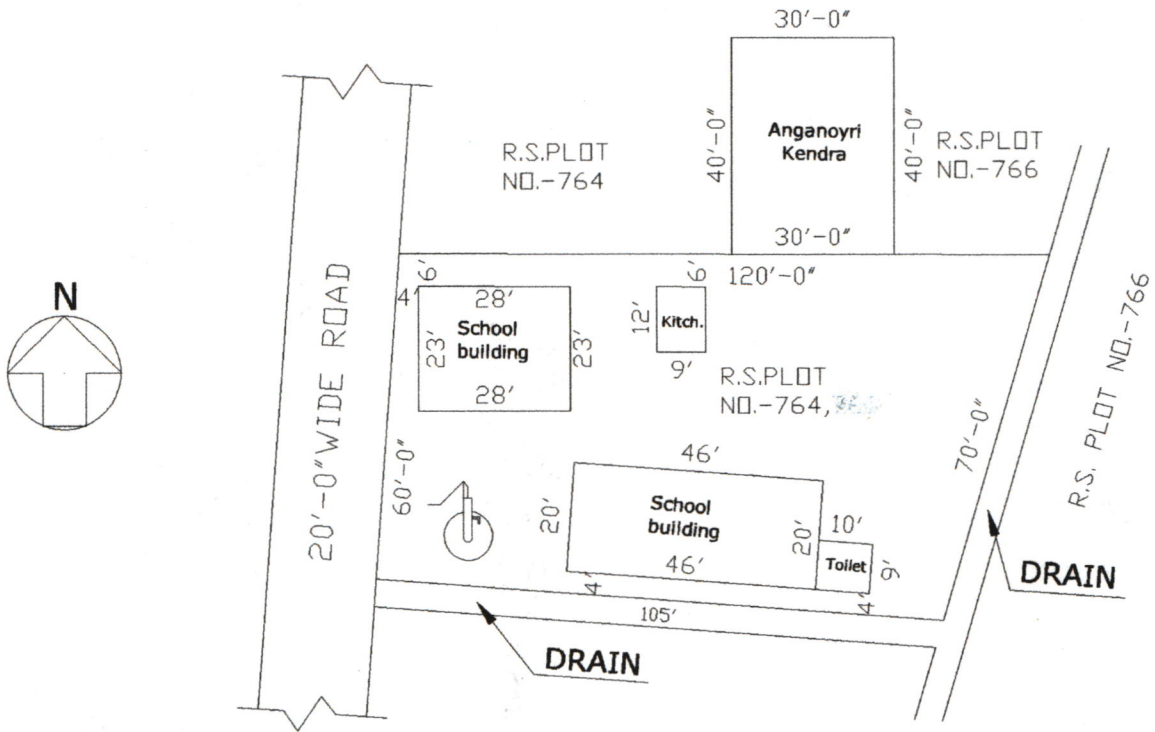 30'-0"
40'-0"
Anganoyri
Kendra
40'-0"
R.S.PLOT
NO.-764
R.S.PLOT
NO.-766
30'-0"
120'-0"
N
20'-0"WIDE ROAD
6'
4'
28'
23'
School
building
23'
28'
6'
12'
Kitch.
9'
R.S.PLOT
NO.-764,
70'-0"
R.S. PLOT NO.-766
60'-0"
46'
20'
School
building
20'
46'
10'
Toilet
9'
4'
4'
105'
DRAIN
DRAIN